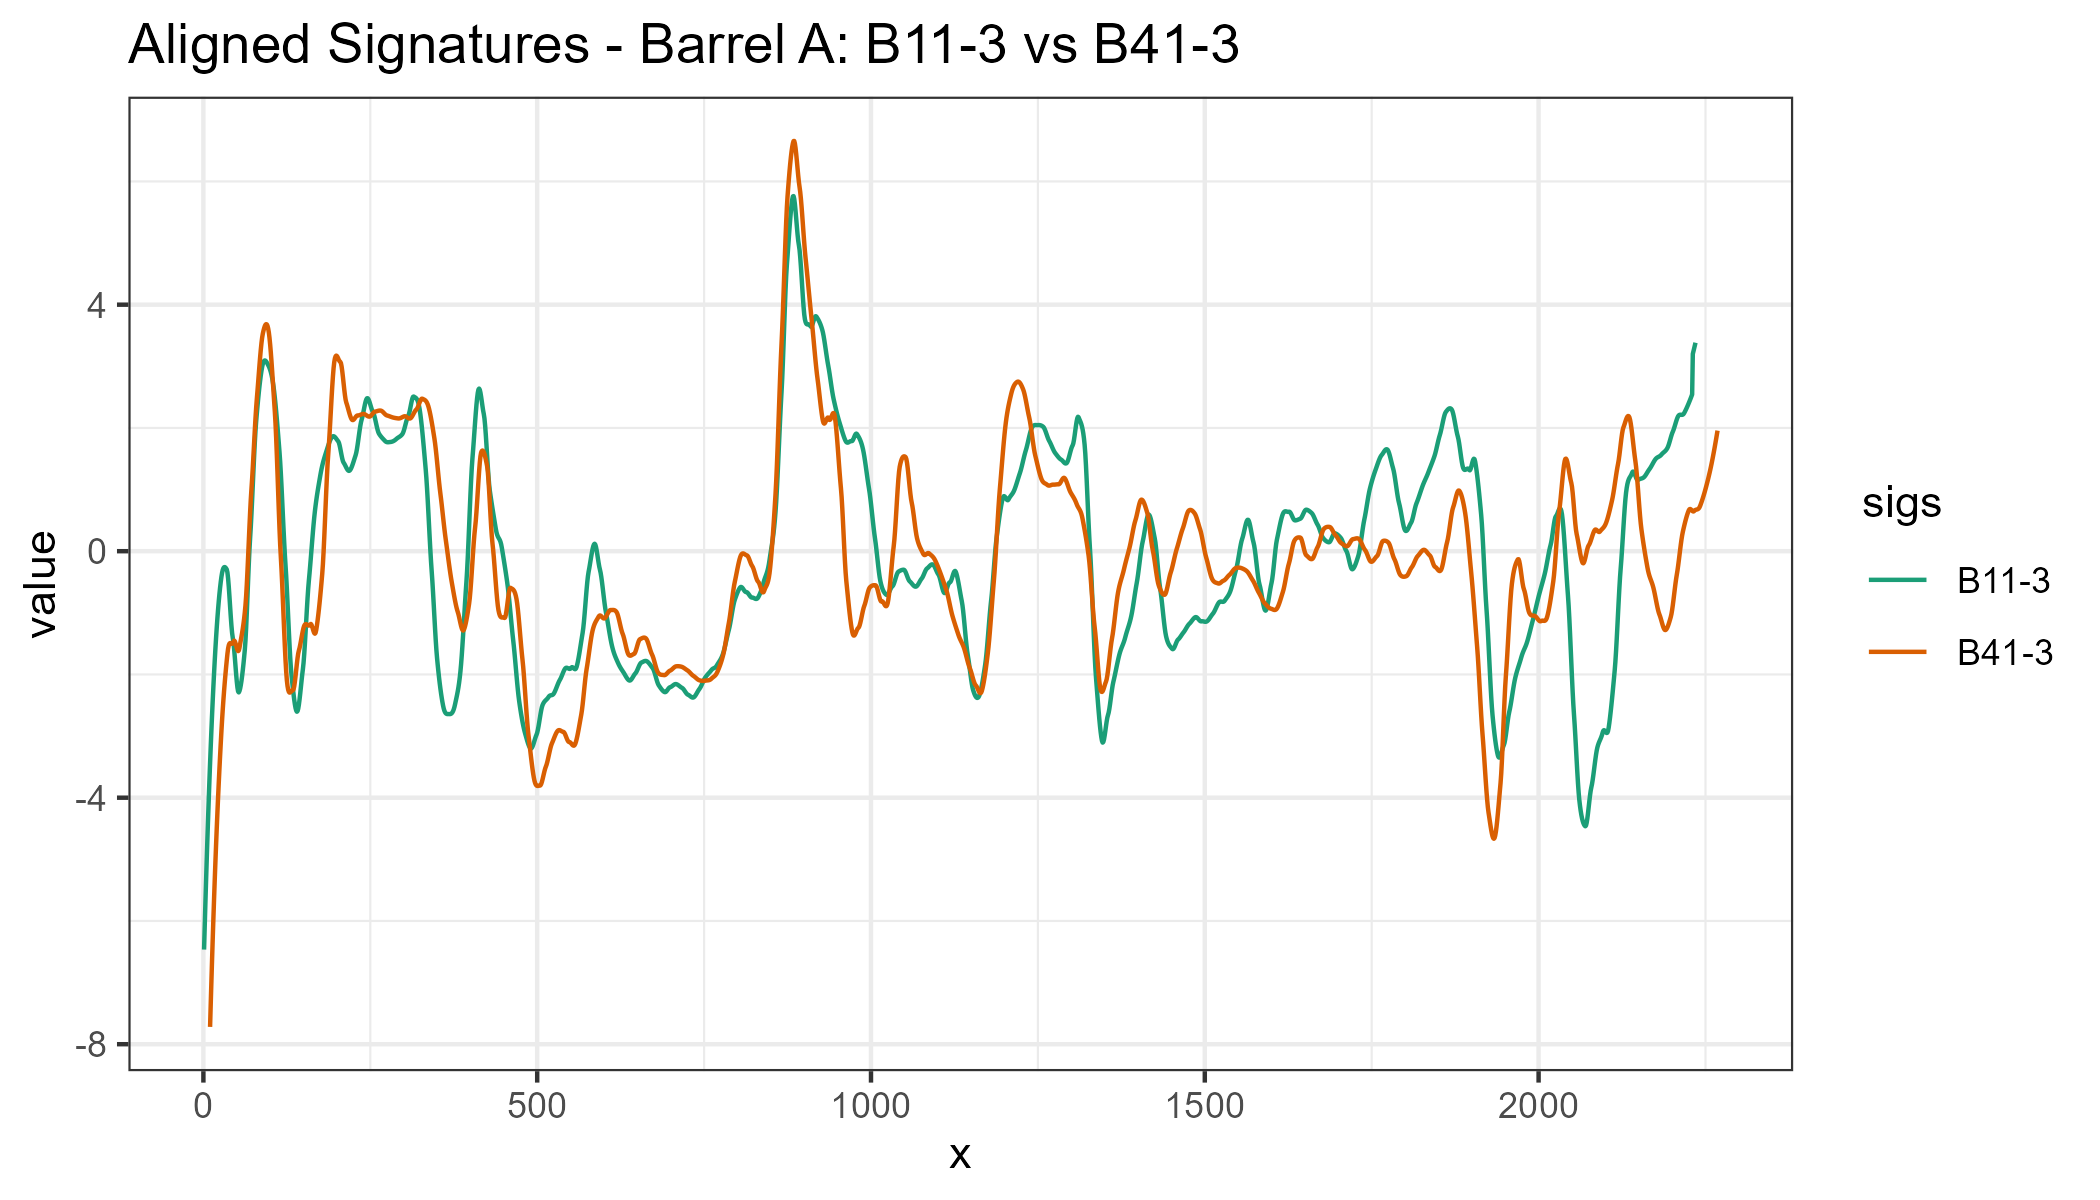 Aligned Signatures - Barrel A: B11-3 vs B41-3
value
4
0
-4
-8
0 500 1000 1500 2000
x
sigs
B11-3
B41-3